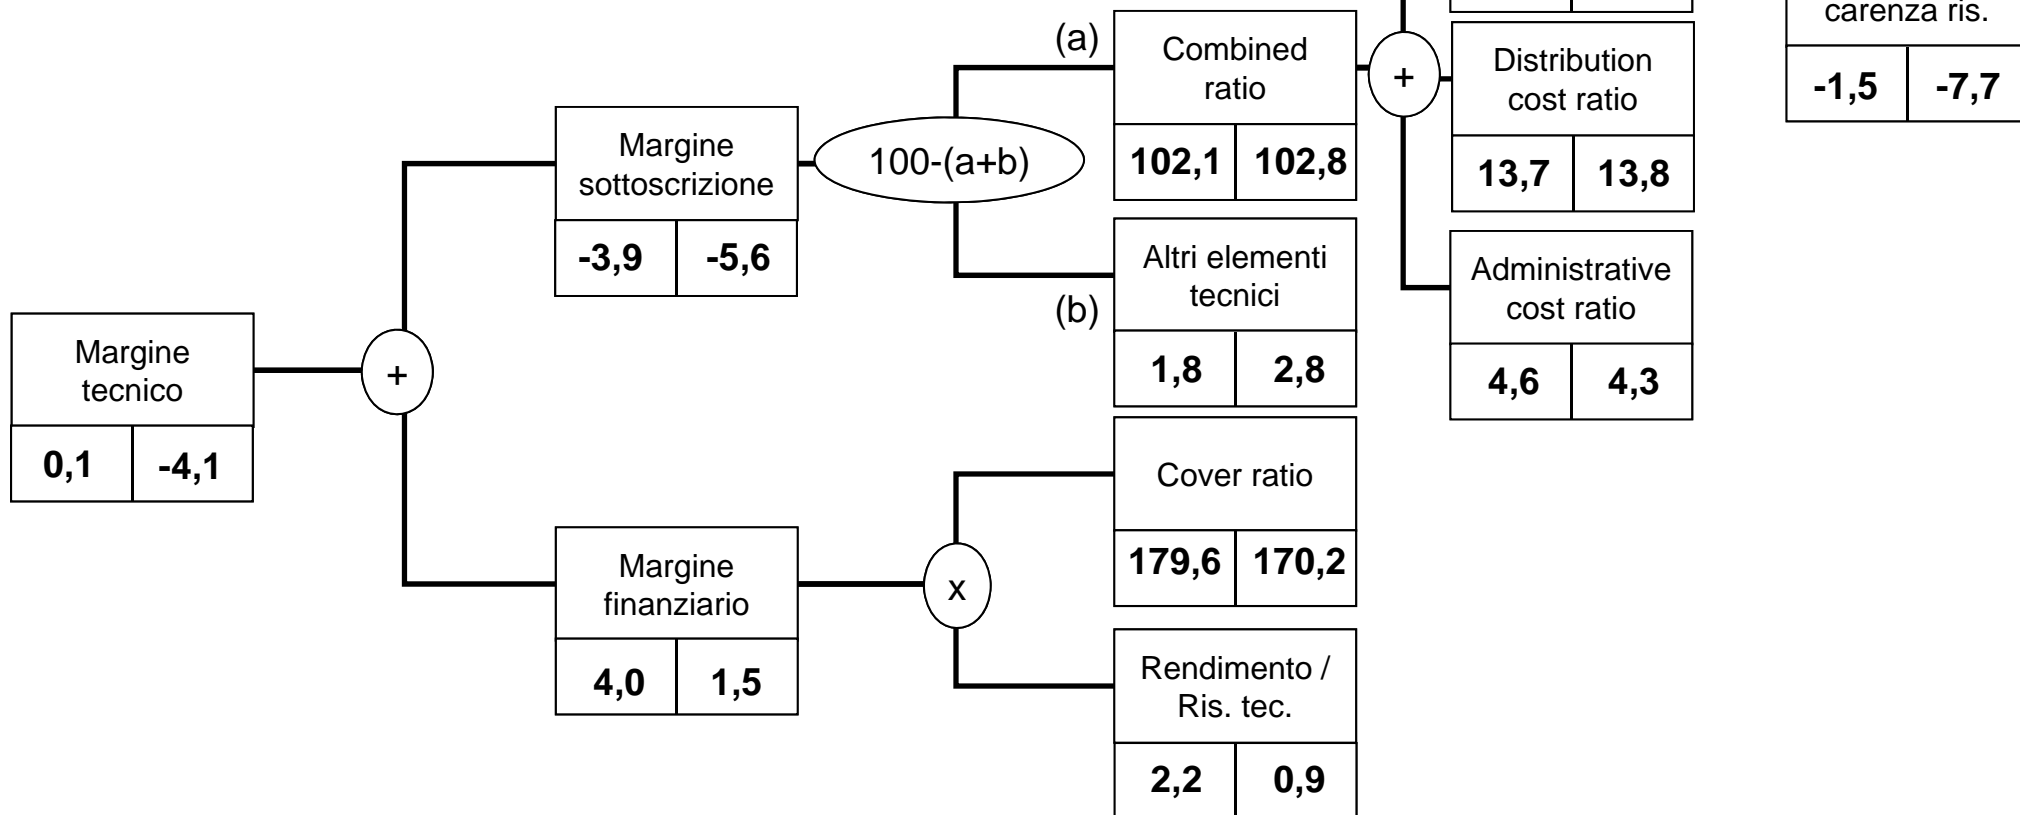 carenza ris.
-1,5 -7,7
(a)
Combined
ratio
102,1 102,8
+
Distribution
cost ratio
13,7 13,8
Margine
sottoscrizione
-3,9 -5,6
100-(a+b)
Altri elementi
tecnici
(b)
1,8 2,8
Administrative
cost ratio
4,6 4,3
Margine
tecnico
0,1 -4,1
+
Cover ratio
179,6 170,2
Margine
finanziario
4,0 1,5
x
Rendimento /
Ris. tec.
2,2 0,9